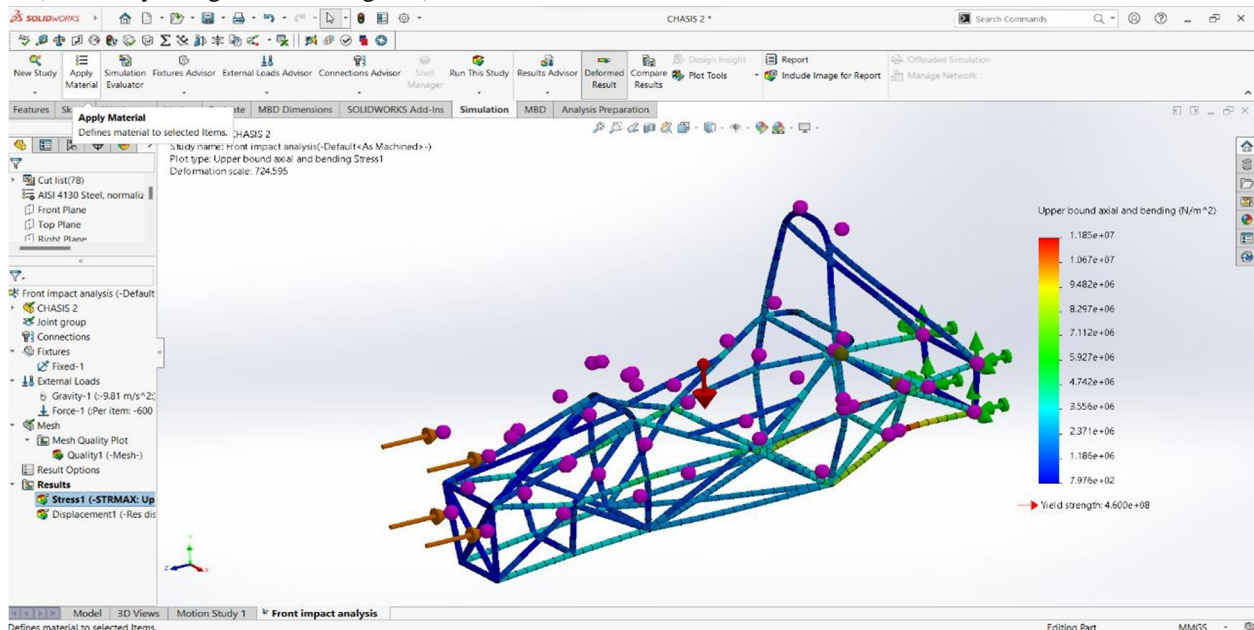 SOLIDWORKS
CHASIS 2 *
Search Commands
New Study
Apply Material
Simulation Evaluator
Fixtures Advisor
External Loads Advisor
Connections Advisor
Shell Manager
Run This Study
Results Advisor
Deformed Result
Compare Results
Design Insight
Plot Tools
Report
Include Image for Report
Offloaded Simulation
Manage Network
Features
MBD Dimensions
SOLIDWORKS Add-Ins
Simulation
MBD
Analysis Preparation
Apply Material
Defines material to selected Items.
CHASIS 2
Study name: Front impact analysis(-Default<As Machined>-)
Plot type: Upper bound axial and bending Stress1
Deformation scale: 724.595
Cut list(78)
AISI 4130 Steel, normaliz
Front Plane
Top Plane
Right Plane
Front impact analysis (-Default
CHASIS 2
Joint group
Connections
Fixtures
Fixed-1
External Loads
Gravity-1 (:-9.81 m/s^2:)
Force-1 (:Per item: -600
Mesh
Mesh Quality Plot
Quality1 (-Mesh-)
Result Options
Results
Stress1 (-STRMAX: Up
Displacement1 (-Res dis
Upper bound axial and bending (N/m^2)
1.185e+07
1.067e+07
9.482e+06
8.297e+06
7.112e+06
5.927e+06
4.742e+06
3.556e+06
2.371e+06
1.186e+06
7.976e+02
Yield strength: 4.600e+08
Model
3D Views
Motion Study 1
Front impact analysis
Defines material to selected Items.
Editing Part
MMGS